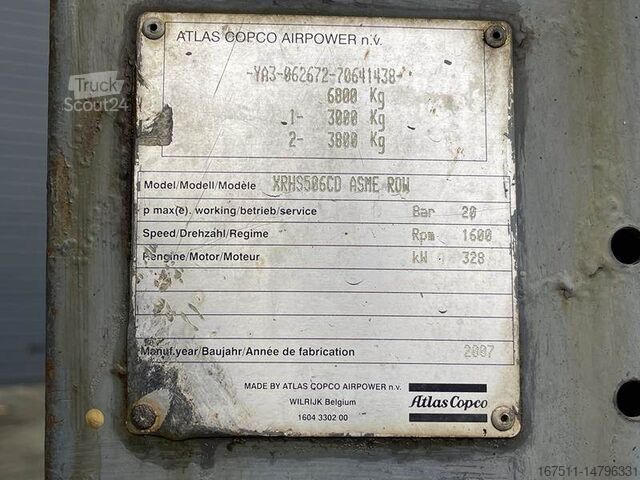 ATLAS COPCO AIRPOWER n.v.
-YA3-062672-70641438-
6800 Kg
1- 3000 Kg
2- 3800 Kg
Model/Modell/Modèle XRHS506CD ASME ROW
p max(e). working/betrieb/service Bar 20
Speed/Drehzahl/Regime Rpm 1600
P.engine/Motor/Moteur kW 328
Manuf.year/Baujahr/Année de fabrication 2007
MADE BY ATLAS COPCO AIRPOWER n.v.
WILRIJK Belgium
1604 3302 00
Atlas Copco
Truck
Scout24
167511-14796331